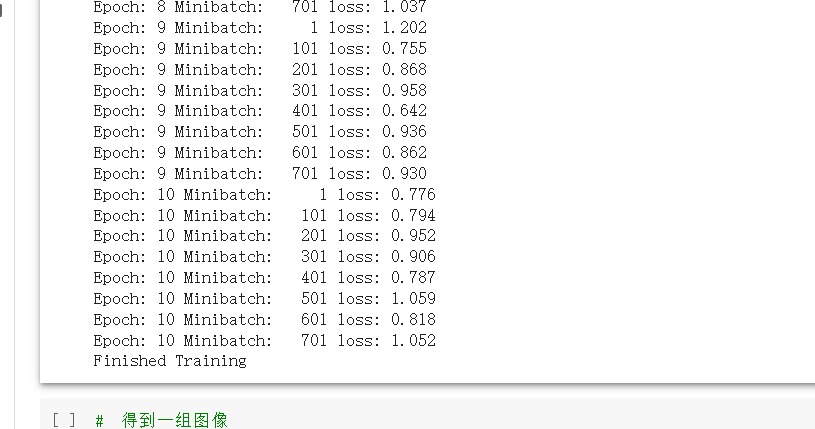 Epoch: 8 Minibatch:   701 loss: 1.037
Epoch: 9 Minibatch:     1 loss: 1.202
Epoch: 9 Minibatch:   101 loss: 0.755
Epoch: 9 Minibatch:   201 loss: 0.868
Epoch: 9 Minibatch:   301 loss: 0.958
Epoch: 9 Minibatch:   401 loss: 0.642
Epoch: 9 Minibatch:   501 loss: 0.936
Epoch: 9 Minibatch:   601 loss: 0.862
Epoch: 9 Minibatch:   701 loss: 0.930
Epoch: 10 Minibatch:     1 loss: 0.776
Epoch: 10 Minibatch:   101 loss: 0.794
Epoch: 10 Minibatch:   201 loss: 0.952
Epoch: 10 Minibatch:   301 loss: 0.906
Epoch: 10 Minibatch:   401 loss: 0.787
Epoch: 10 Minibatch:   501 loss: 1.059
Epoch: 10 Minibatch:   601 loss: 0.818
Epoch: 10 Minibatch:   701 loss: 1.052
Finished Training
[ ] #  得到一组图像